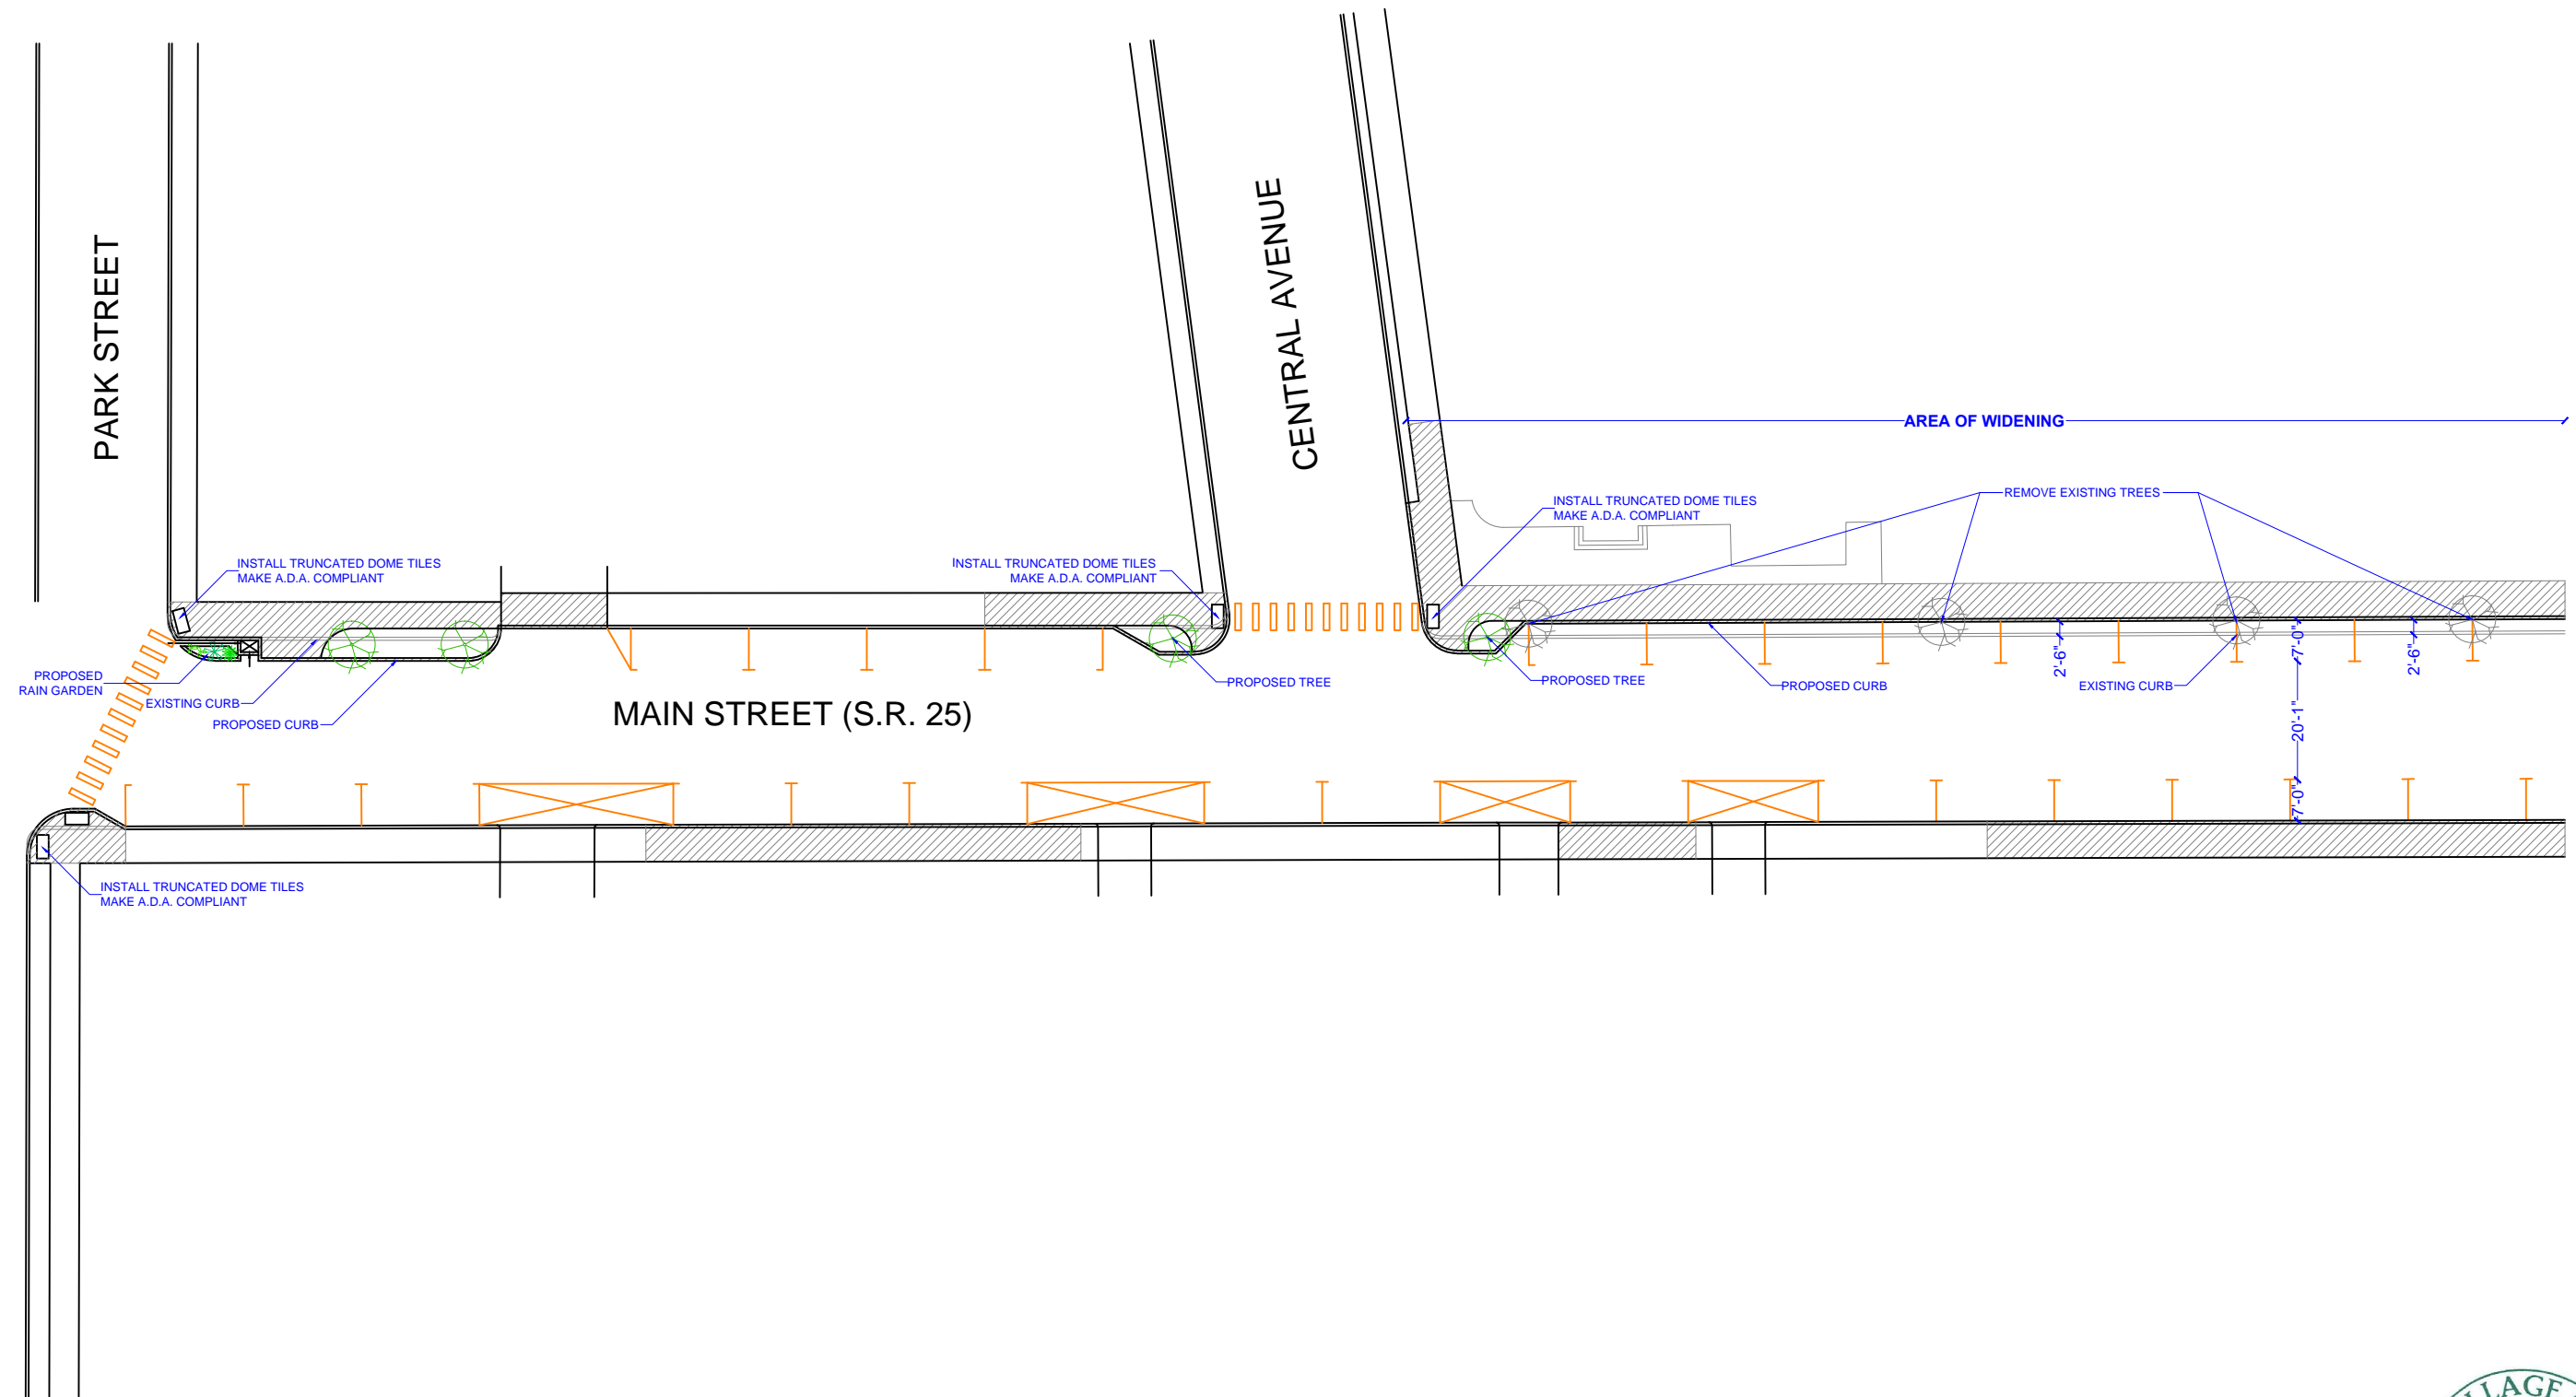 PARK STREET
CENTRAL AVENUE
AREA OF WIDENING
INSTALL TRUNCATED DOME TILES
MAKE A.D.A. COMPLIANT
REMOVE EXISTING TREES
INSTALL TRUNCATED DOME TILES
MAKE A.D.A. COMPLIANT
INSTALL TRUNCATED DOME TILES
MAKE A.D.A. COMPLIANT
PROPOSED
RAIN GARDEN
EXISTING CURB
PROPOSED CURB
MAIN STREET (S.R. 25)
PROPOSED TREE
PROPOSED TREE
PROPOSED CURB
2'-6"
EXISTING CURB
7'-0"
2'-6"
20'-1"
7'-0"
INSTALL TRUNCATED DOME TILES
MAKE A.D.A. COMPLIANT